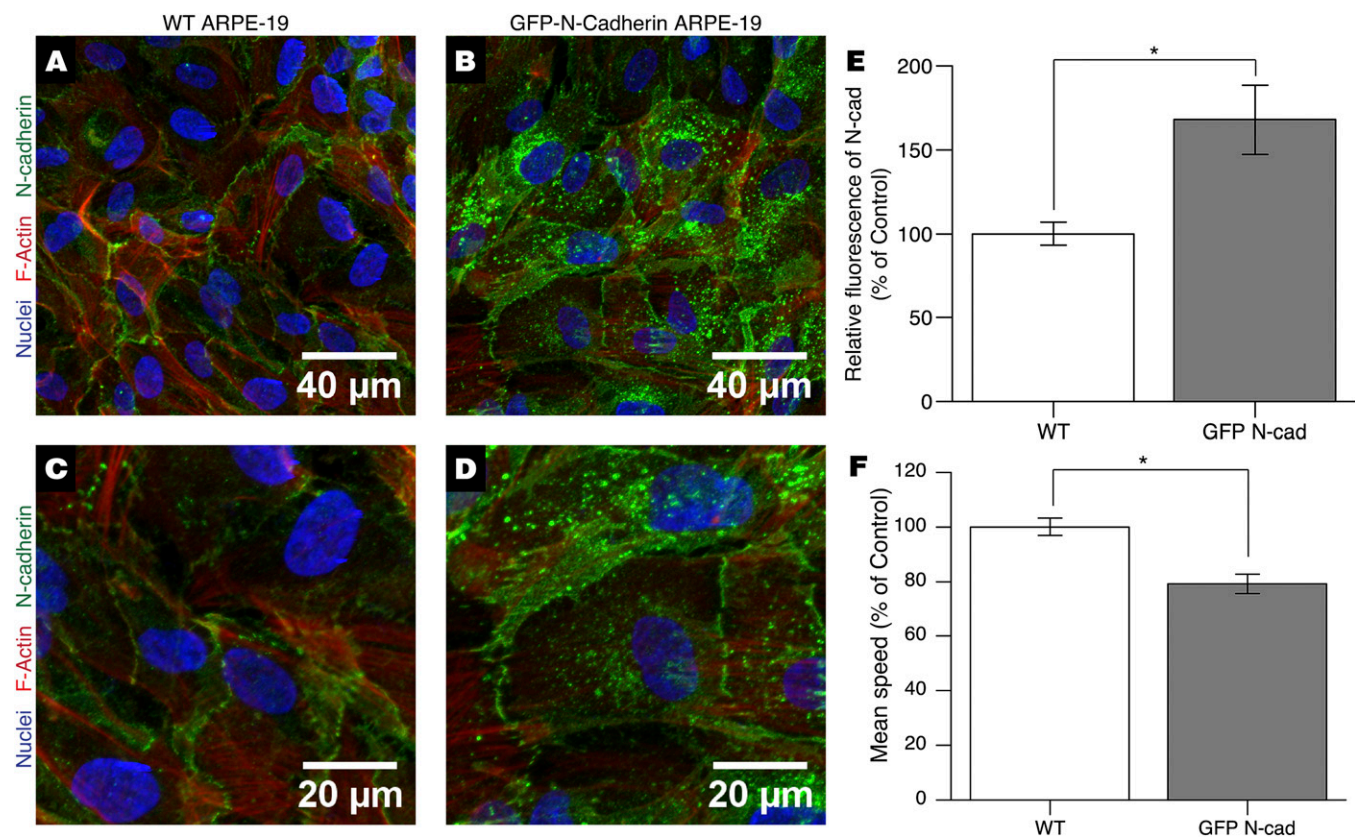 WT ARPE-19
GFP-N-Cadherin ARPE-19
Nuclei F-Actin N-cadherin
A
40 µm
B
40 µm
E
Relative fluorescence of N-cad
(% of Control)
200
150
100
50
0
*
WT
GFP N-cad
Nuclei F-Actin N-cadherin
C
20 µm
D
20 µm
F
Mean speed (% of Control)
120
100
80
60
40
20
0
*
WT
GFP N-cad